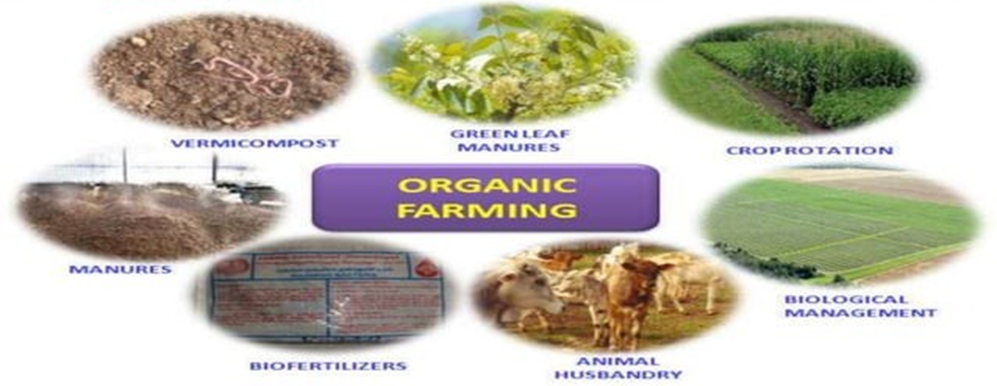 VERMICOMPOST
GREEN LEAF
MANURES
CROP ROTATION
ORGANIC
FARMING
MANURES
BIOLOGICAL
MANAGEMENT
BIOFERTILIZERS
ANIMAL
HUSBANDRY